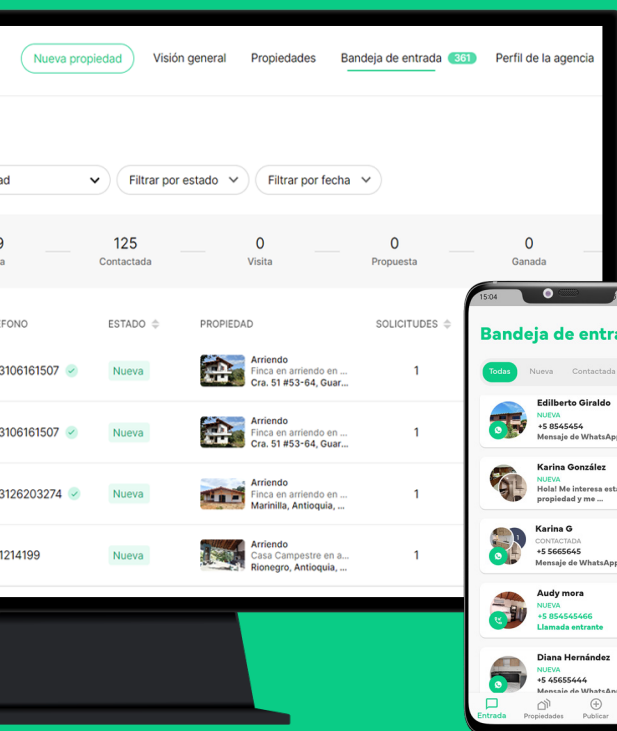 Nueva propiedad Visión general Propiedades Bandeja de entrada 361 Perfil de la agencia
ad Filtrar por estado Filtrar por fecha
9 125 0 0 0
a Contactada Visita Propuesta Ganada
EFONO ESTADO PROPIEDAD SOLICITUDES
3106161507 Nueva Arriendo 1
Finca en arriendo en ...
Cra. 51 #53-64, Guar...
3106161507 Nueva Arriendo 1
Finca en arriendo en ...
Cra. 51 #53-64, Guar...
3126203274 Nueva Arriendo 1
Finca en arriendo en ...
Marinilla, Antioquia, ...
1214199 Nueva Arriendo 1
Casa Campestre en a...
Rionegro, Antioquia, ...
15:04
Bandeja de entra
Todas Nueva Contactada
Edilberto Giraldo
NUEVA
+5 8545454
Mensaje de WhatsApp
Karina González
NUEVA
Hola! Me interesa esta
propiedad y me ...
1
Karina G
CONTACTADA
+5 5665645
Mensaje de WhatsApp
Audy mora
NUEVA
+5 854545466
Llamada entrante
Diana Hernández
NUEVA
+5 45655444
Mensaje de WhatsApp
Entrada Propiedades Publicar